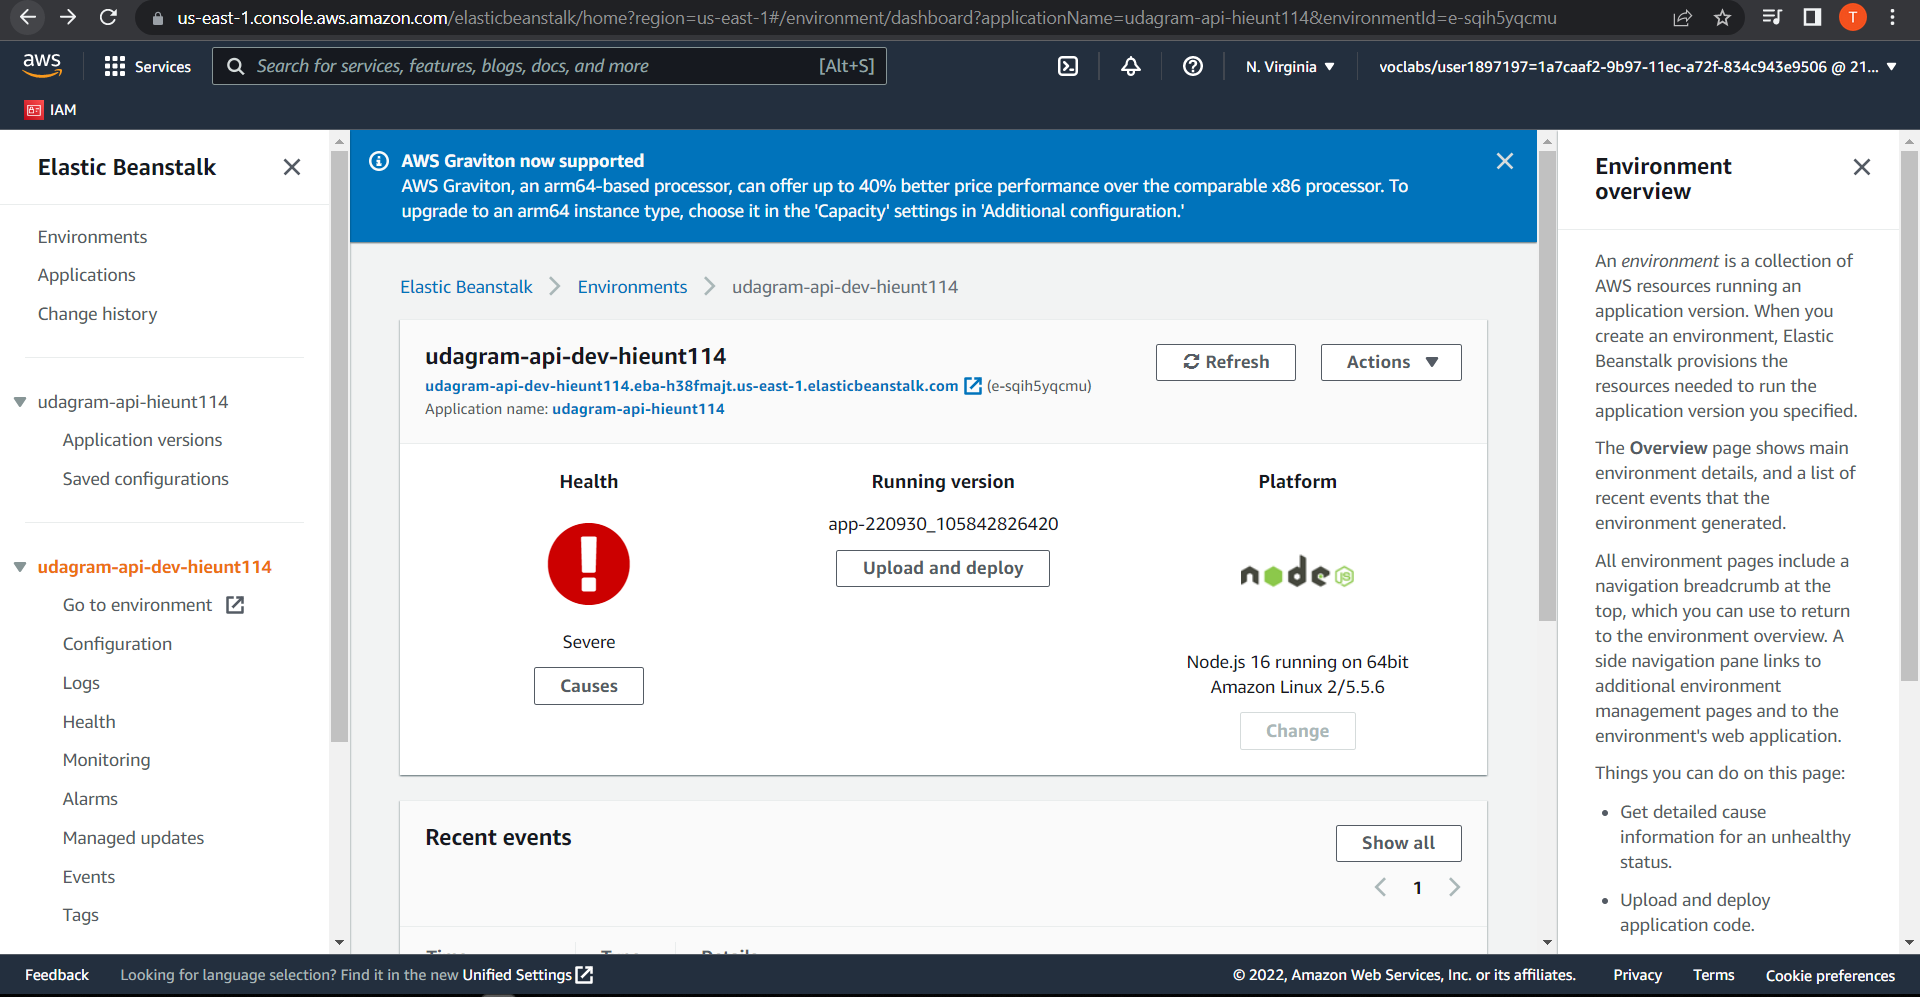 us-east-1.console.aws.amazon.com/elasticbeanstalk/home?region=us-east-1#/environment/dashboard?applicationName=udagram-api-hieunt114&environmentId=e-sqih5yqcmu
T
aws
Services
Search for services, features, blogs, docs, and more
[Alt+S]
N. Virginia
voclabs/user1897197=1a7caaf2-9b97-11ec-a72f-834c943e9506 @ 21...
IAM
Elastic Beanstalk
Environments
Applications
Change history
udagram-api-hieunt114
Application versions
Saved configurations
udagram-api-dev-hieunt114
Go to environment
Configuration
Logs
Health
Monitoring
Alarms
Managed updates
Events
Tags
AWS Graviton now supported
AWS Graviton, an arm64-based processor, can offer up to 40% better price performance over the comparable x86 processor. To
upgrade to an arm64 instance type, choose it in the 'Capacity' settings in 'Additional configuration.'
Elastic Beanstalk
Environments
udagram-api-dev-hieunt114
udagram-api-dev-hieunt114
udagram-api-dev-hieunt114.eba-h38fmajt.us-east-1.elasticbeanstalk.com (e-sqih5yqcmu)
Application name: udagram-api-hieunt114
Refresh
Actions
Health
Severe
Causes
Running version
app-220930_105842826420
Upload and deploy
Platform
node JS
Node.js 16 running on 64bit
Amazon Linux 2/5.5.6
Change
Recent events
Show all
1
Environment
overview
An environment is a collection of
AWS resources running an
application version. When you
create an environment, Elastic
Beanstalk provisions the
resources needed to run the
application version you specified.
The Overview page shows main
environment details, and a list of
recent events that the
environment generated.
All environment pages include a
navigation breadcrumb at the
top, which you can use to return
to the environment overview. A
side navigation pane links to
additional environment
management pages and to the
environment's web application.
Things you can do on this page:
• Get detailed cause
information for an unhealthy
status.
• Upload and deploy
application code.
Feedback
Looking for language selection? Find it in the new Unified Settings
© 2022, Amazon Web Services, Inc. or its affiliates.
Privacy
Terms
Cookie preferences